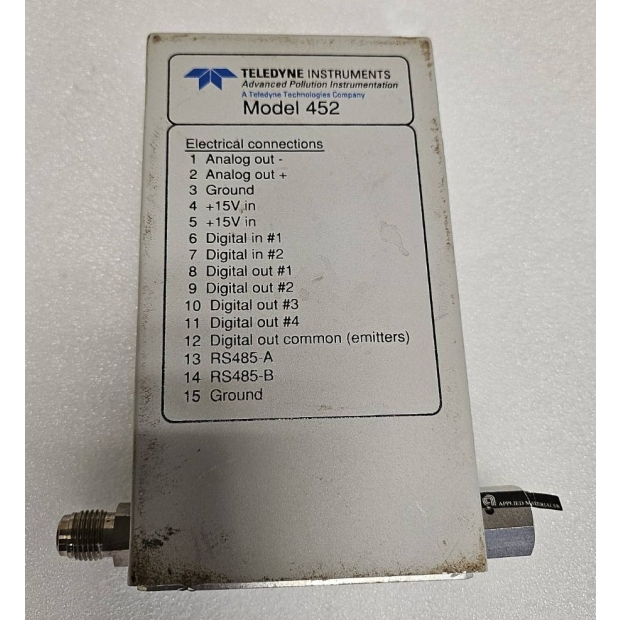 TELEDYNE INSTRUMENTS
Advanced Pollution Instrumentation
A Teledyne Technologies Company
Model 452
Electrical connections
1 Analog out -
2 Analog out +
3 Ground
4 +15V in
5 +15V in
6 Digital in #1
7 Digital in #2
8 Digital out #1
9 Digital out #2
10 Digital out #3
11 Digital out #4
12 Digital out common (emitters)
13 RS485-A
14 RS485-B
15 Ground
APPLIED MATERIALS